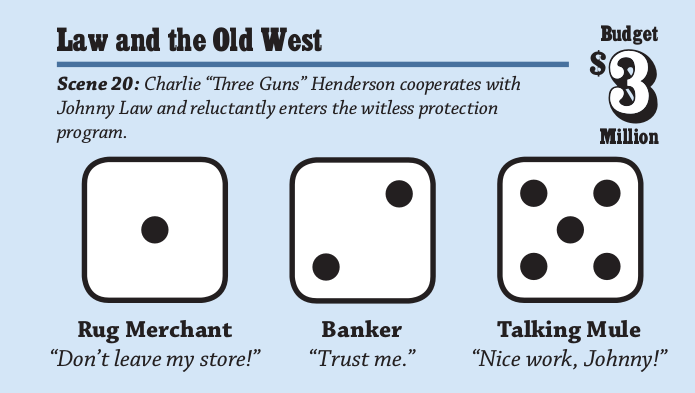 Law and the Old West
Budget
$3
Million
Scene 20: Charlie “Three Guns” Henderson cooperates with
Johnny Law and reluctantly enters the witless protection
program.
Rug Merchant
“Don’t leave my store!”
Banker
“Trust me.”
Talking Mule
“Nice work, Johnny!”